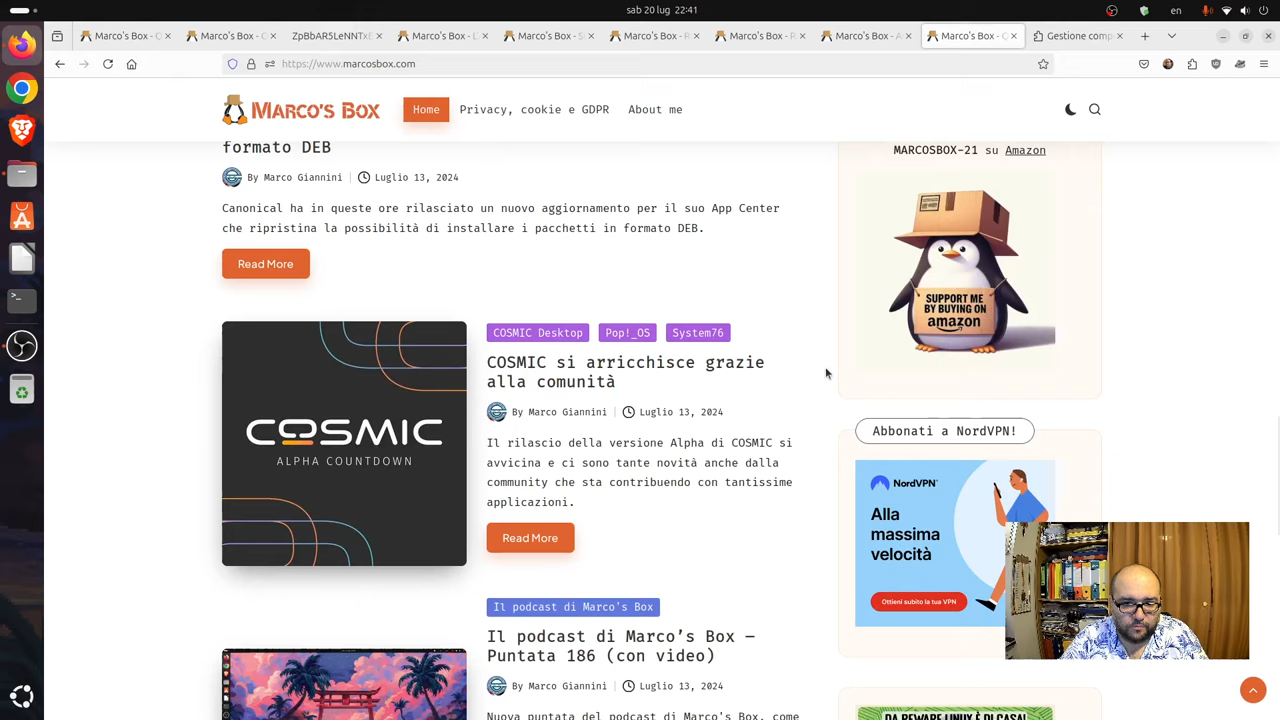 sab 20 lug 22:41
en
Marco's Box - C
Marco's Box - C
ZpBbAR5LeNNTxE
Marco's Box - L
Marco's Box - S
Marco's Box - R
Marco's Box - R
Marco's Box - A
Marco's Box - C
Gestione comp
https://www.marcosbox.com
MARCO'S BOX
Home
Privacy, cookie e GDPR
About me
formato DEB
By Marco Giannini
Luglio 13, 2024
Canonical ha in queste ore rilasciato un nuovo aggiornamento per il suo App Center
che ripristina la possibilità di installare i pacchetti in formato DEB.
Read More
COSMIC
ALPHA COUNTDOWN
COSMIC Desktop
Pop!_OS
System76
COSMIC si arricchisce grazie
alla comunità
By Marco Giannini
Luglio 13, 2024
Il rilascio della versione Alpha di COSMIC si
avvicina e ci sono tante novità anche dalla
community che sta contribuendo con tantissime
applicazioni.
Read More
Il podcast di Marco's Box
Il podcast di Marco's Box –
Puntata 186 (con video)
By Marco Giannini
Luglio 13, 2024
Nuova puntata del podcast di Marco's Box, come
MARCOSBOX-21 su Amazon
SUPPORT ME
BY BUYING ON
amazon
Abbonati a NordVPN!
NordVPN
Alla
massima
velocità
Ottieni subito la tua VPN
DA REWARE LINUX È DI CASA!